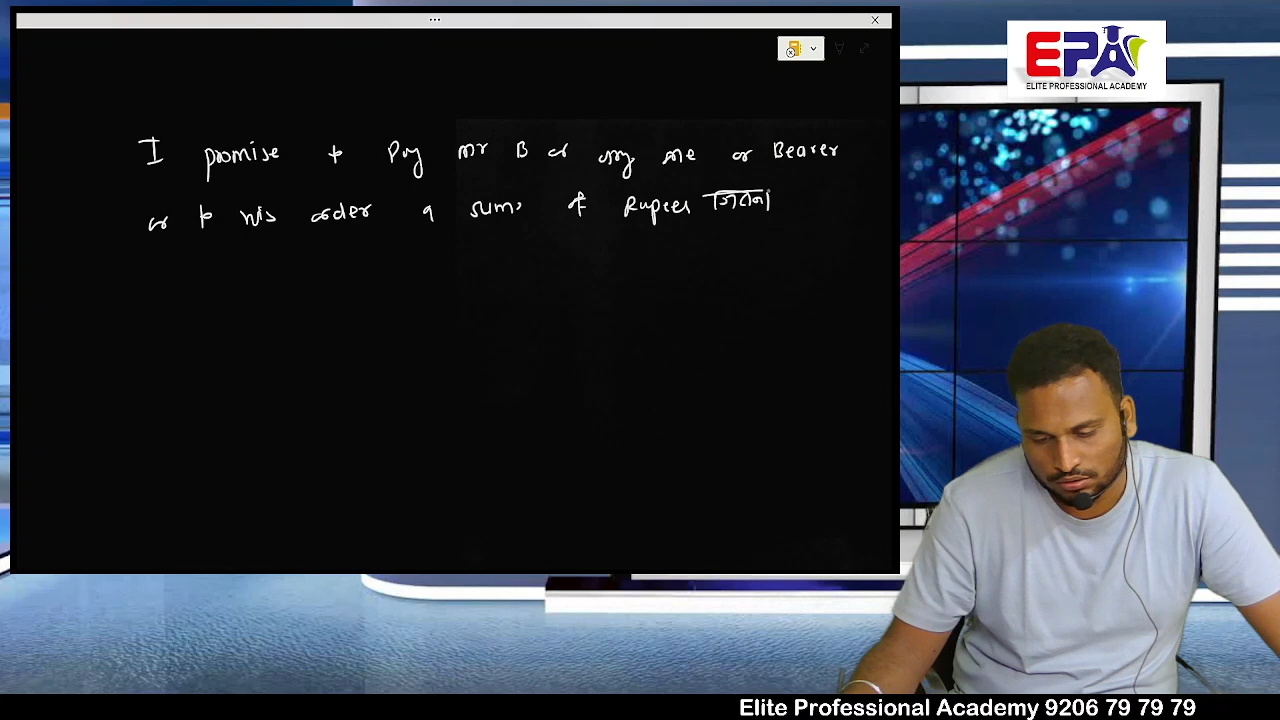 I promise to Pay Mr B or any one or Bearer
or to his order a sum of Rupees जितना
EPA
ELITE PROFESSIONAL ACADEMY
Elite Professional Academy 9206 79 79 79